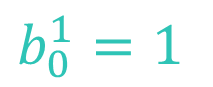 $b_0^1 = 1$